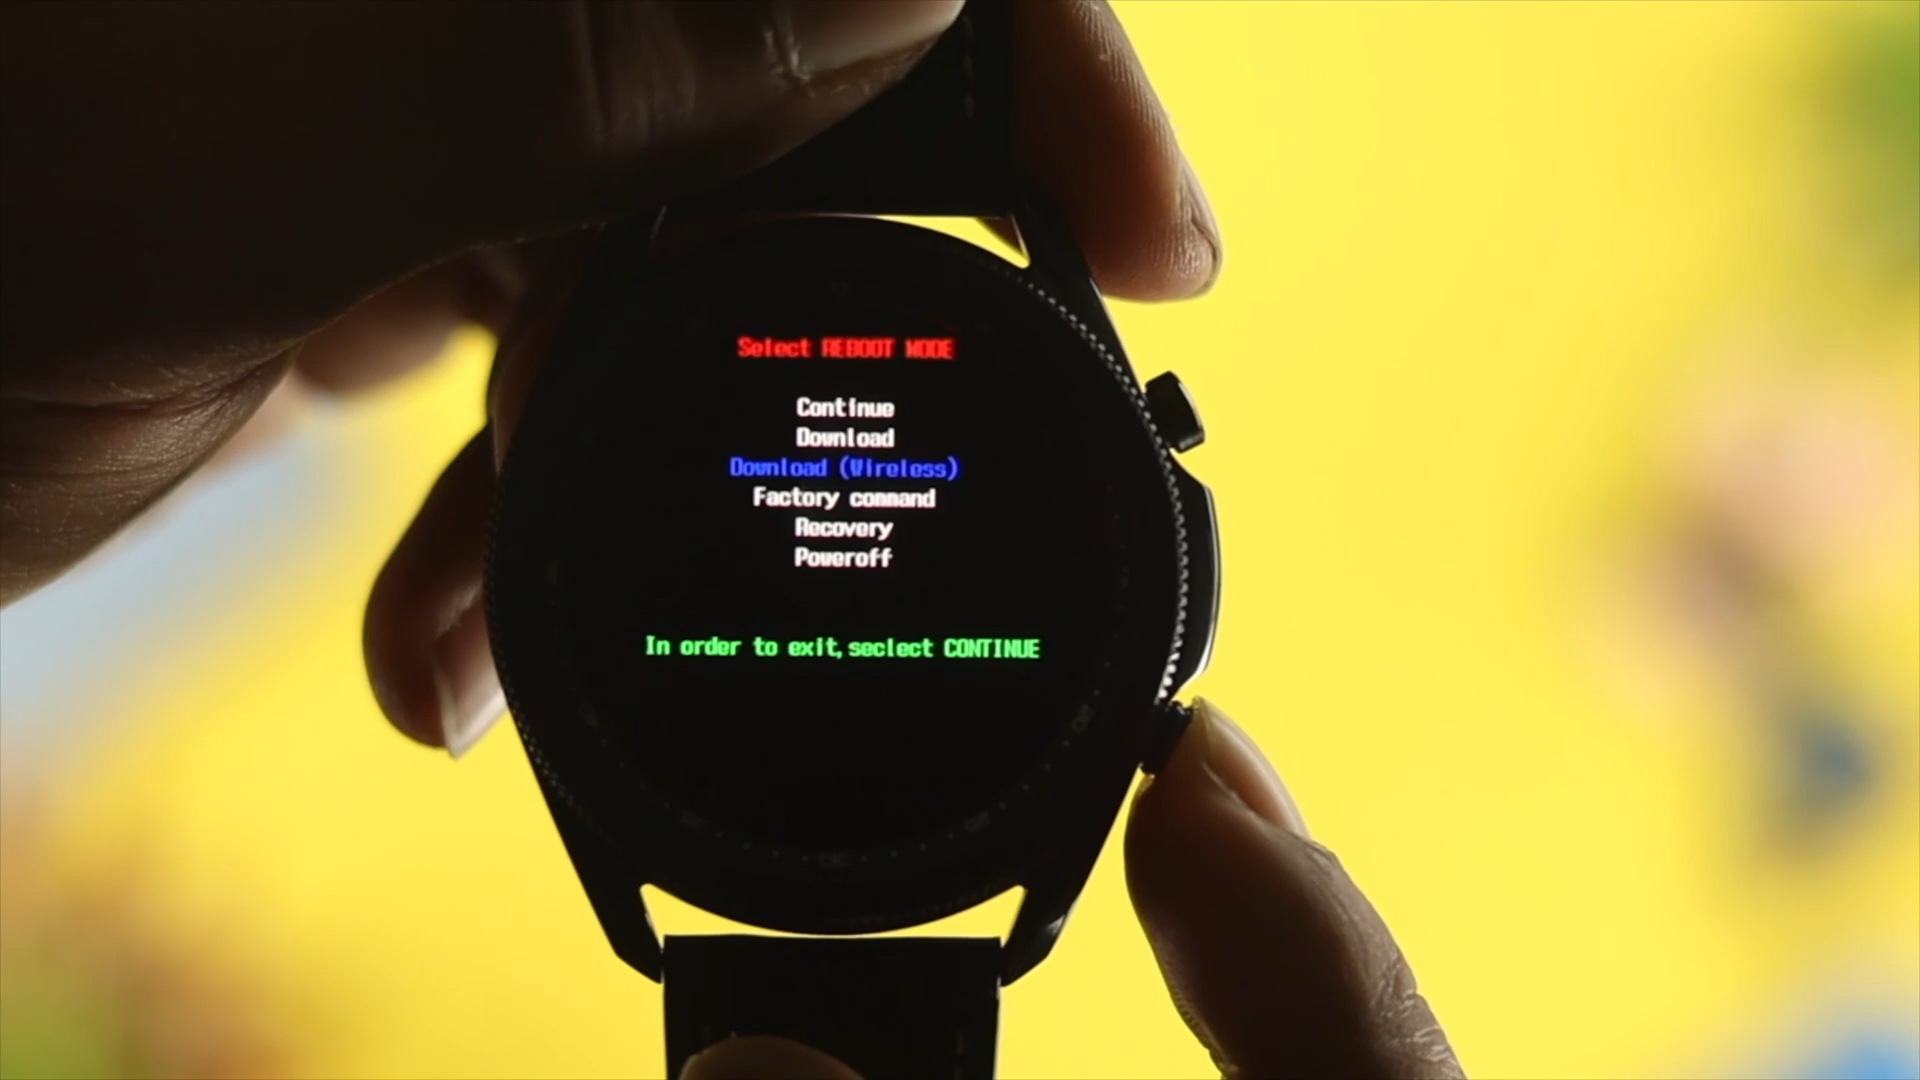 Select REBOOT MODE
Continue
Download
Download (Wireless)
Factory command
Recovery
Poweroff
In order to exit, seclect CONTINUE